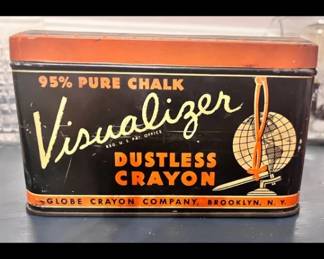 95% PURE CHALK
Visualizer
REG. U.S. PAT. OFFICE
DUSTLESS
CRAYON
GLOBE CRAYON COMPANY, BROOKLYN, N.Y.